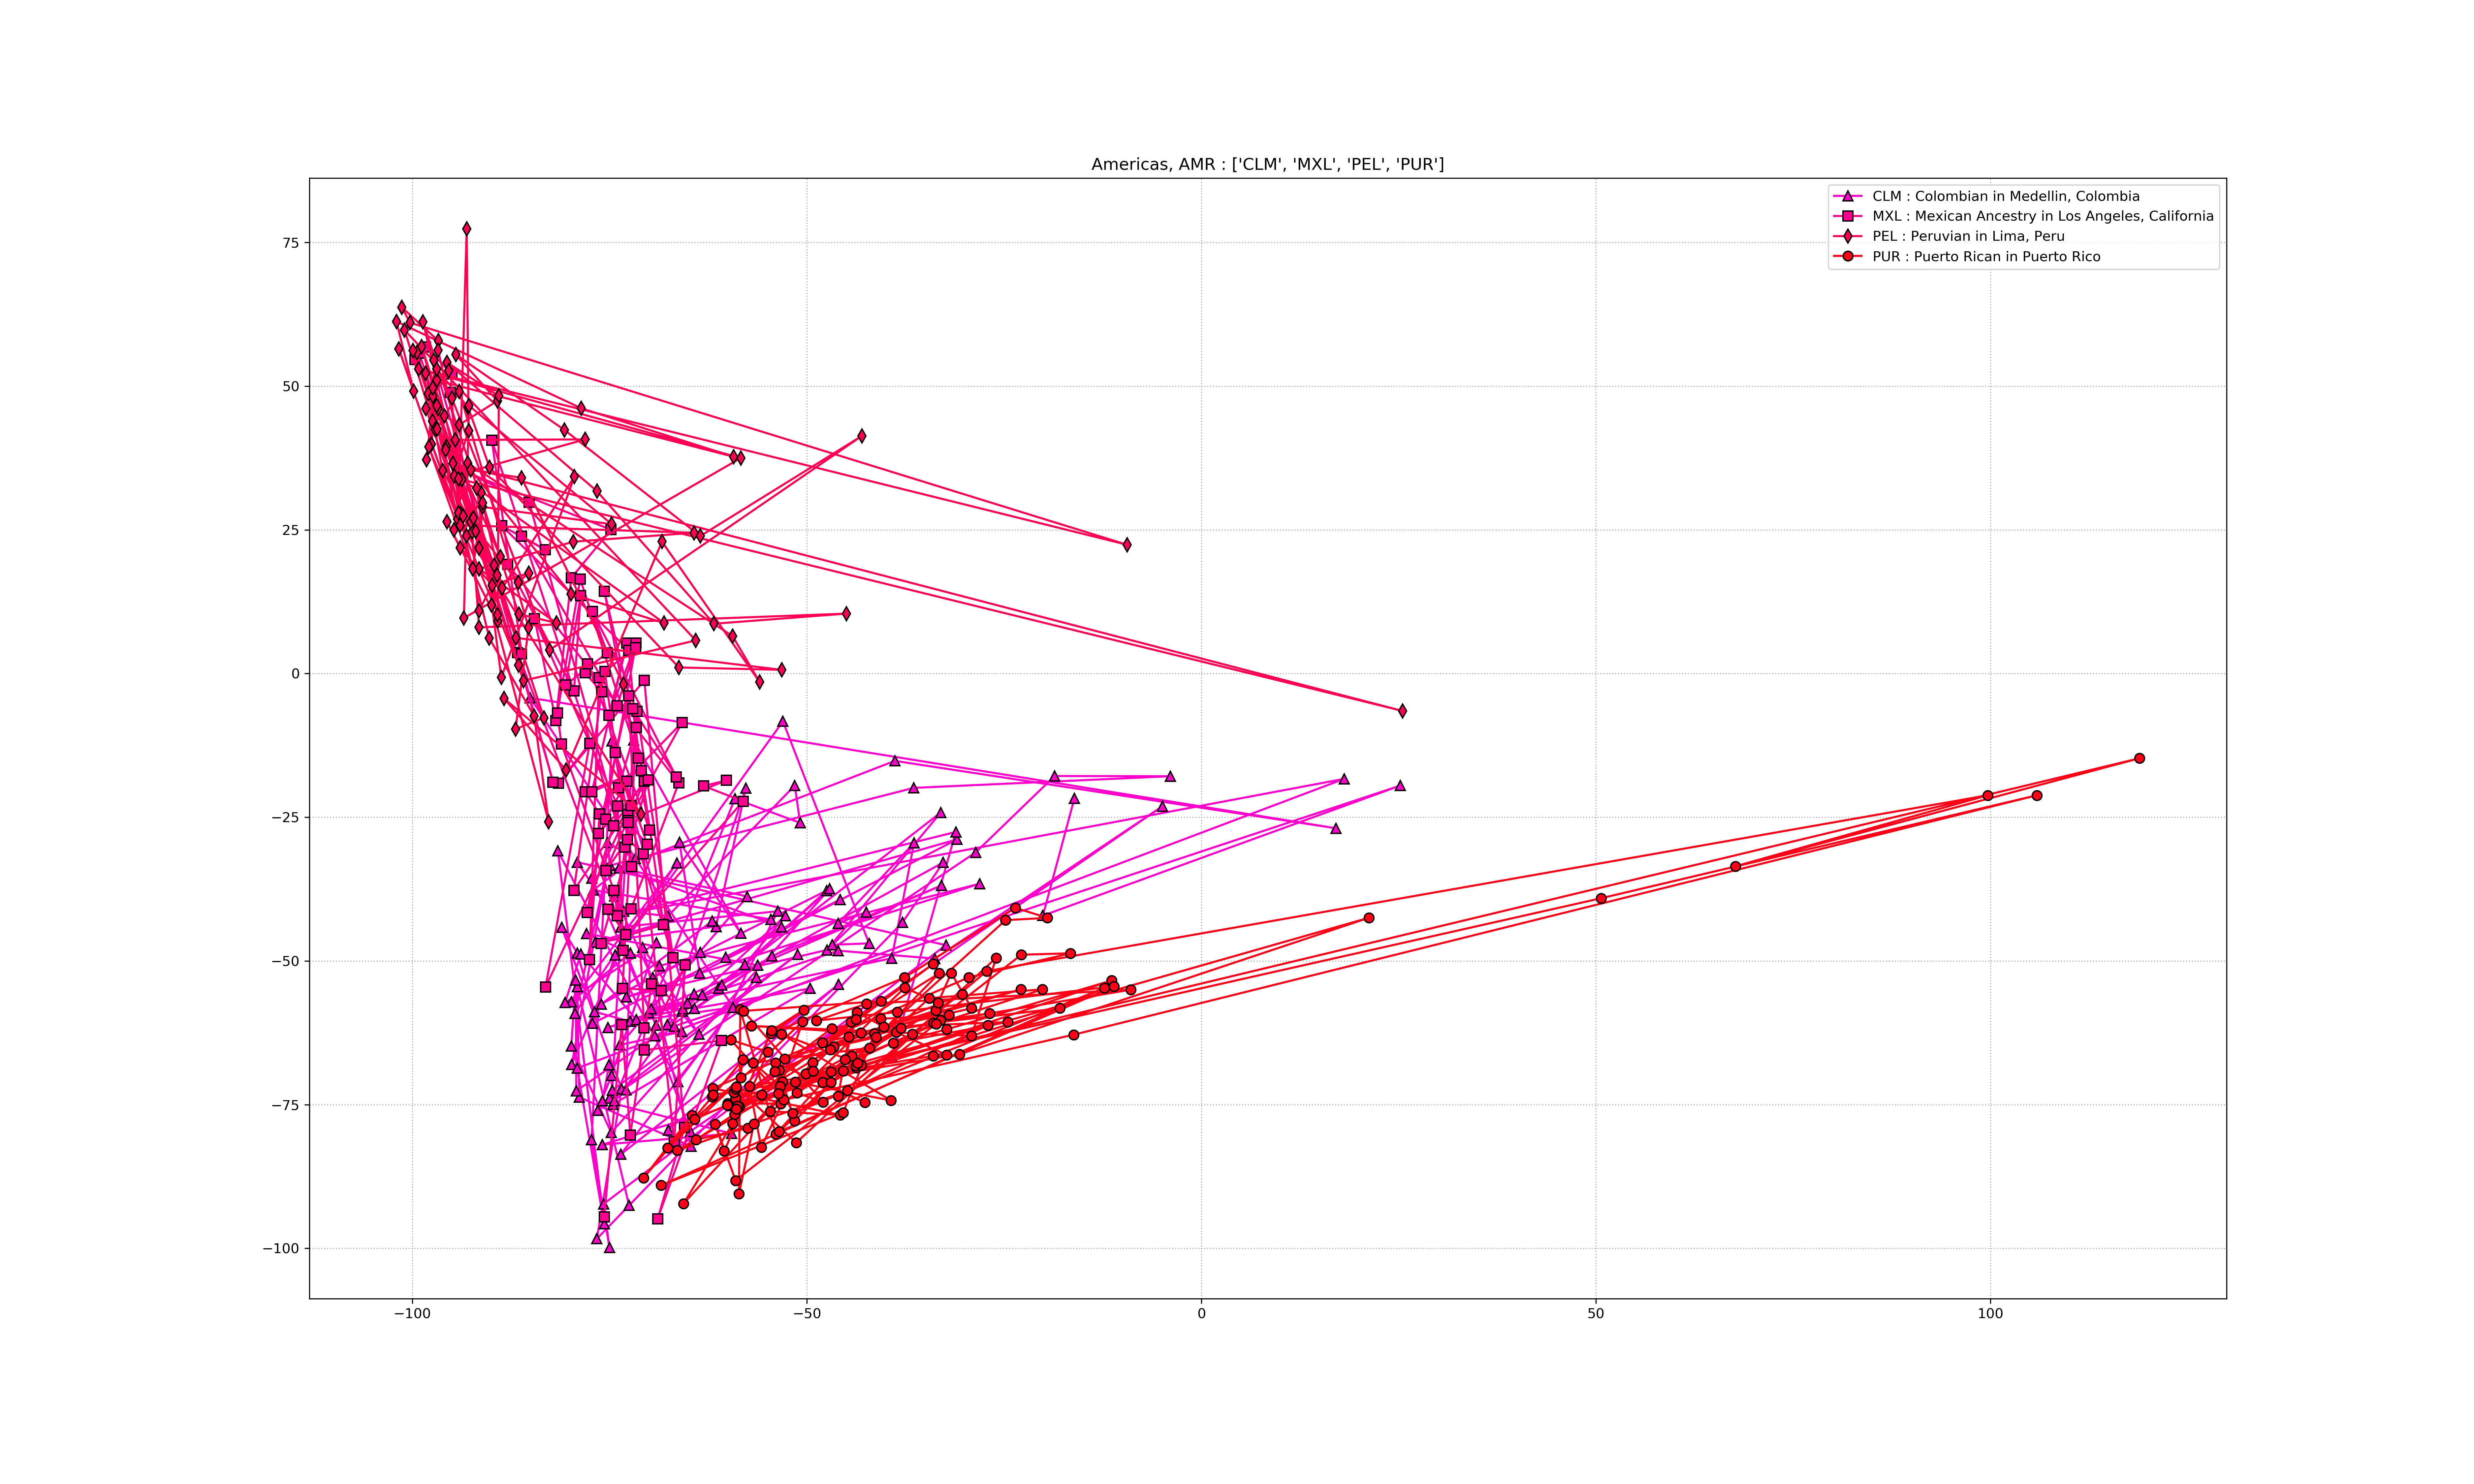 Americas, AMR : ['CLM', 'MXL', 'PEL', 'PUR']
CLM : Colombian in Medellin, Colombia
MXL : Mexican Ancestry in Los Angeles, California
PEL : Peruvian in Lima, Peru
PUR : Puerto Rican in Puerto Rico
75
50
25
0
−25
−50
−75
−100
−100 −50 0 50 100